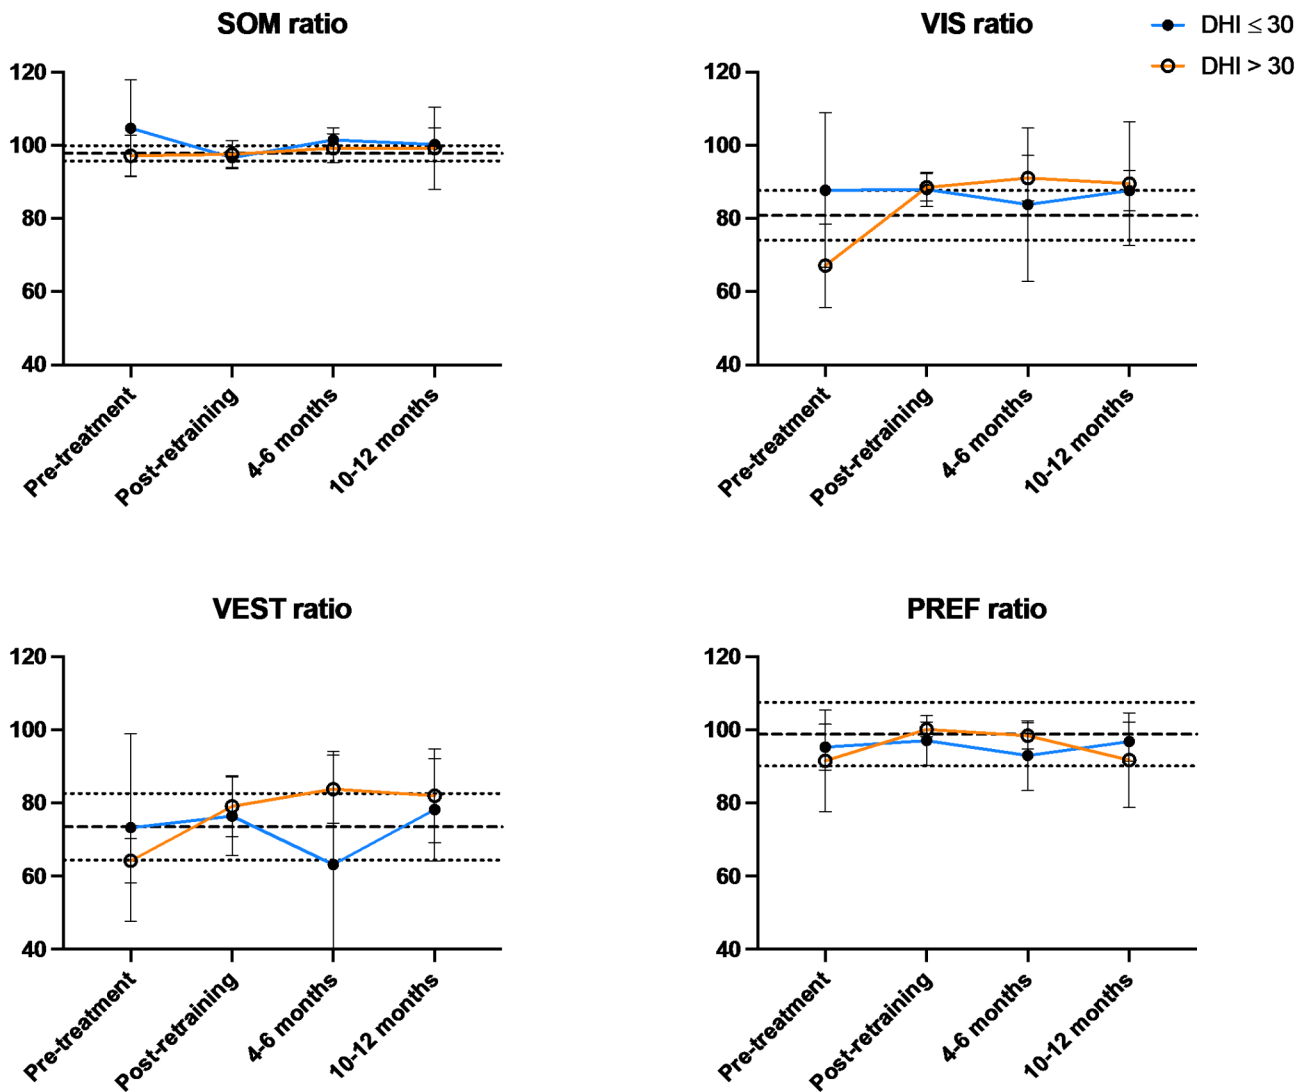 SOM ratio
120
100
80
60
40
Pre-treatment
Post-retraining
4-6 months
10-12 months
VIS ratio
DHI ≤ 30
DHI > 30
120
100
80
60
40
Pre-treatment
Post-retraining
4-6 months
10-12 months
VEST ratio
120
100
80
60
40
Pre-treatment
Post-retraining
4-6 months
10-12 months
PREF ratio
120
100
80
60
40
Pre-treatment
Post-retraining
4-6 months
10-12 months